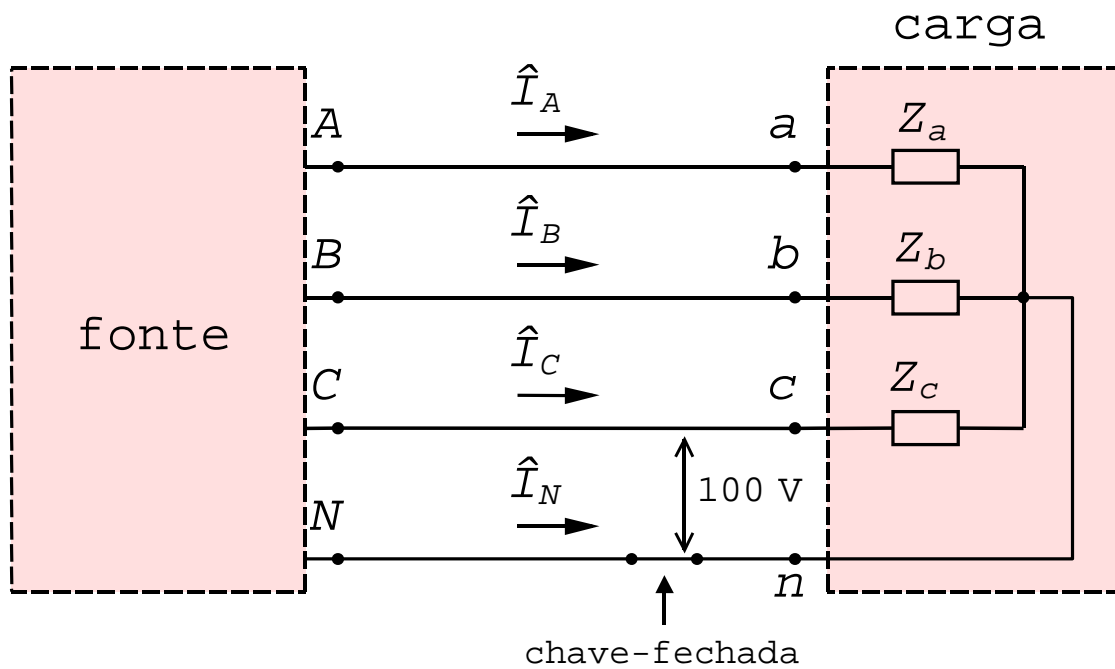 carga
Î_A
A
a
Z_a
Î_B
B
b
Z_b
fonte
Î_C
C
c
Z_c
100 V
Î_N
N
n
chave-fechada